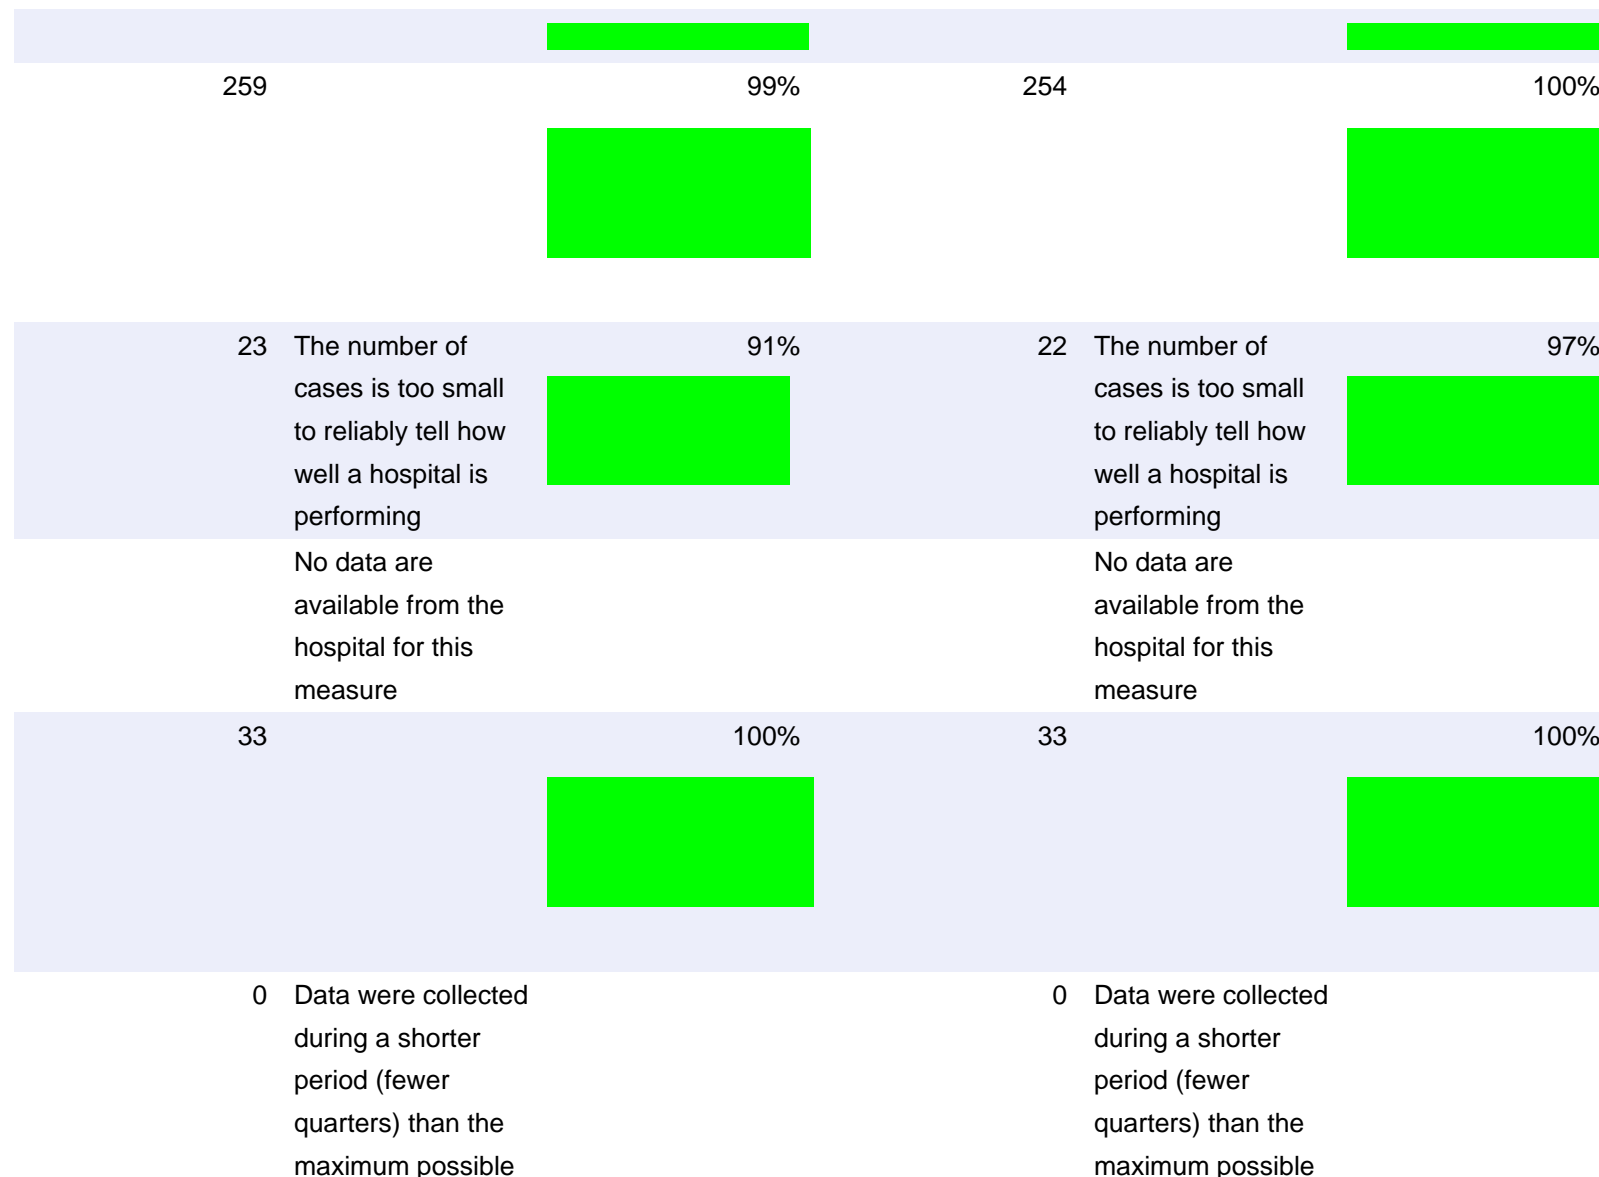 259 99% 254 100%
23 The number of 91% 22 The number of 97%
cases is too small cases is too small
to reliably tell how to reliably tell how
well a hospital is well a hospital is
performing performing
No data are No data are
available from the available from the
hospital for this hospital for this
measure measure
33 100% 33 100%
0 Data were collected 0 Data were collected
during a shorter during a shorter
period (fewer period (fewer
quarters) than the quarters) than the
maximum possible maximum possible